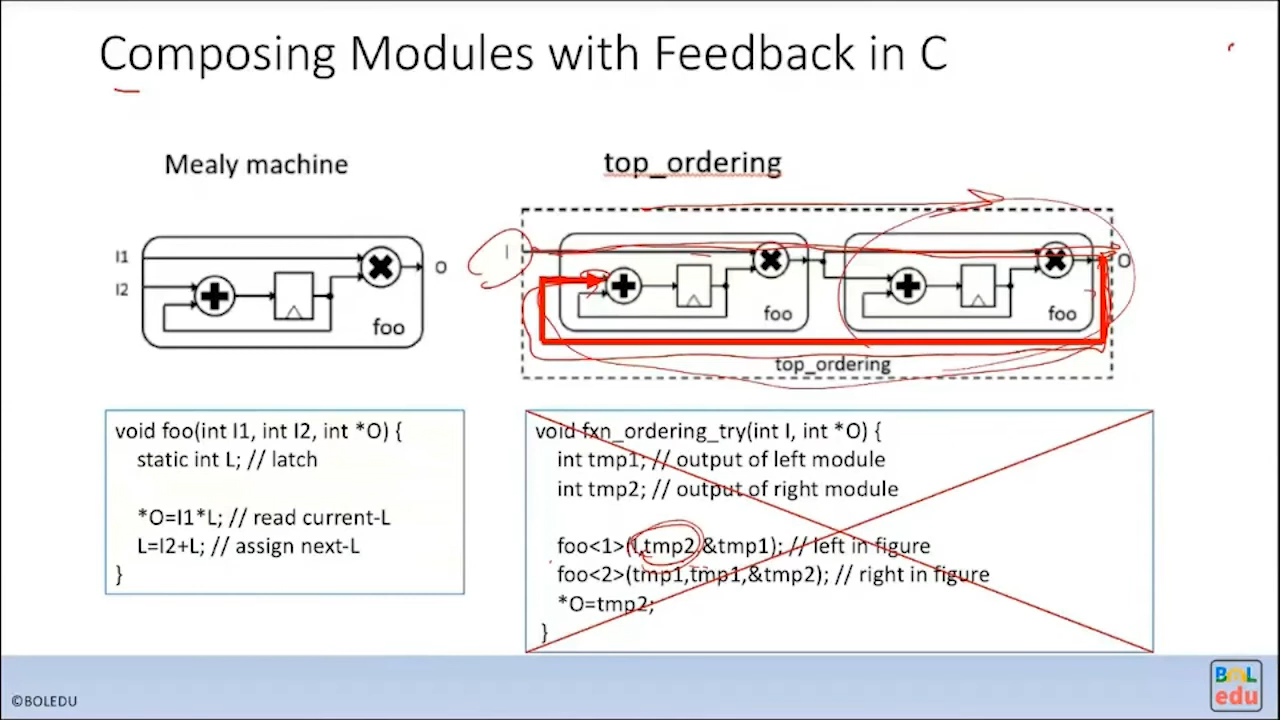 Composing Modules with Feedback in C
Mealy machine
top_ordering
I1
I2
O
foo
I
foo
foo
O
top_ordering
void foo(int I1, int I2, int *O) {
static int L; // latch
*O=I1*L; // read current-L
L=I2+L; // assign next-L
}
void fxn_ordering_try(int I, int *O) {
int tmp1; // output of left module
int tmp2; // output of right module
foo<1>(I,tmp2,&tmp1); // left in figure
foo<2>(tmp1,tmp1,&tmp2); // right in figure
*O=tmp2;
}
©BOLEDU
BmL
edu